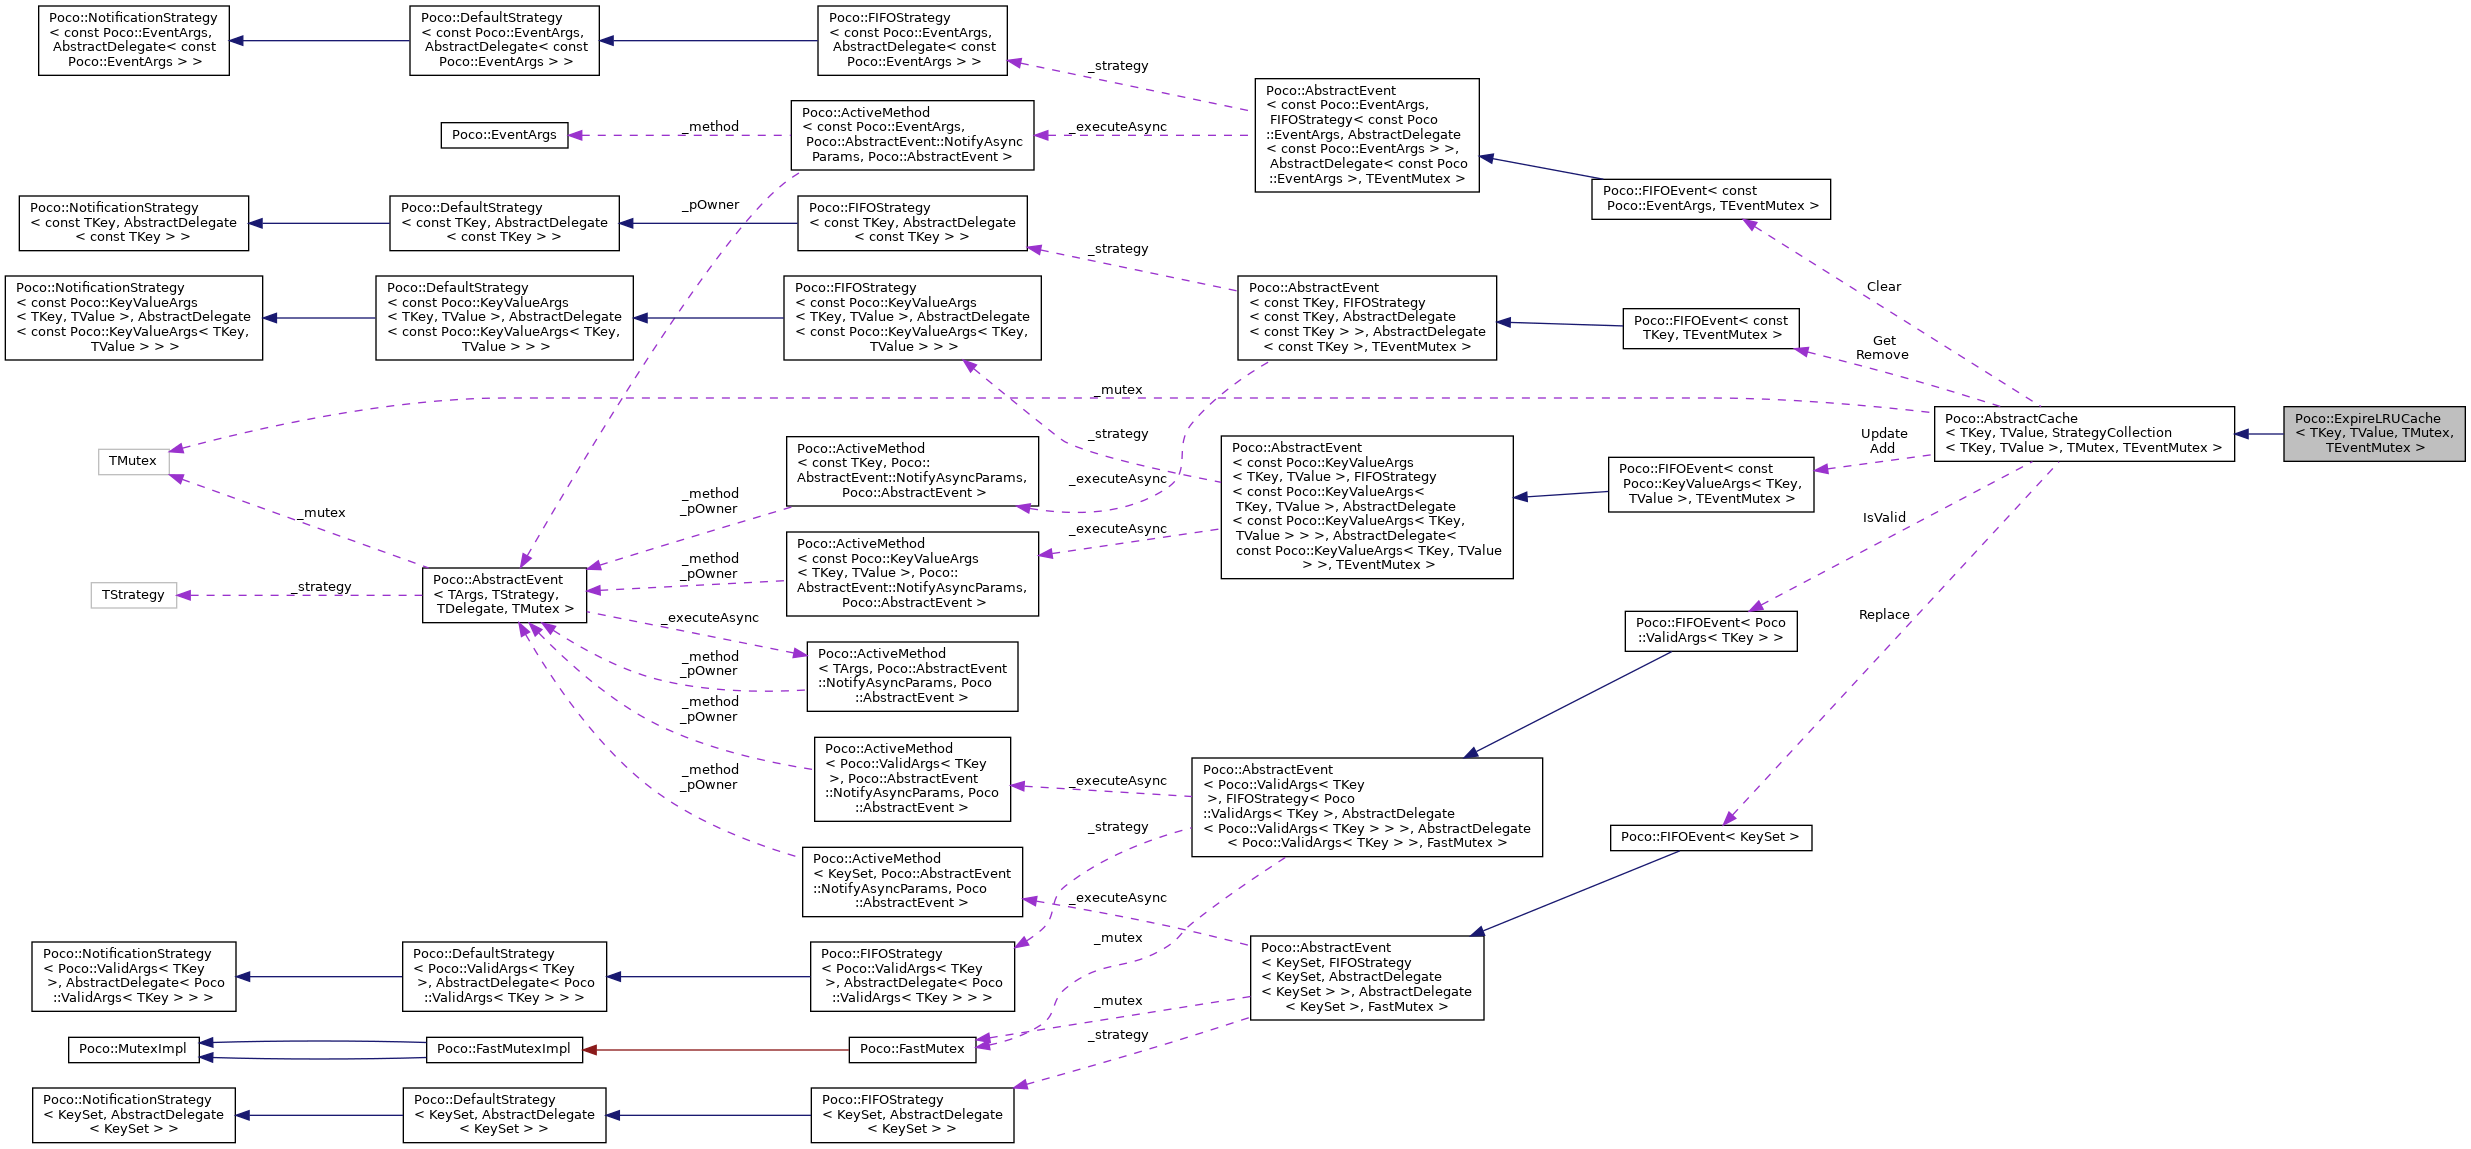 Poco::NotificationStrategy
< const Poco::EventArgs,
AbstractDelegate< const
Poco::EventArgs > >
Poco::DefaultStrategy
< const Poco::EventArgs,
AbstractDelegate< const
Poco::EventArgs > >
Poco::FIFOStrategy
< const Poco::EventArgs,
AbstractDelegate< const
Poco::EventArgs > >
_strategy
Poco::AbstractEvent
< const Poco::EventArgs,
FIFOStrategy< const Poco
::EventArgs, AbstractDelegate
< const Poco::EventArgs > >,
AbstractDelegate< const Poco
::EventArgs >, TEventMutex >
Poco::EventArgs
_method
Poco::ActiveMethod
< const Poco::EventArgs,
Poco::AbstractEvent::NotifyAsync
Params, Poco::AbstractEvent >
_executeAsync
Poco::FIFOEvent< const
Poco::EventArgs, TEventMutex >
Poco::NotificationStrategy
< const TKey, AbstractDelegate
< const TKey > >
Poco::DefaultStrategy
< const TKey, AbstractDelegate
< const TKey > >
_pOwner
Poco::FIFOStrategy
< const TKey, AbstractDelegate
< const TKey > >
_strategy
Clear
Poco::NotificationStrategy
< const Poco::KeyValueArgs
< TKey, TValue >, AbstractDelegate
< const Poco::KeyValueArgs< TKey,
TValue > > >
Poco::DefaultStrategy
< const Poco::KeyValueArgs
< TKey, TValue >, AbstractDelegate
< const Poco::KeyValueArgs< TKey,
TValue > > >
Poco::FIFOStrategy
< const Poco::KeyValueArgs
< TKey, TValue >, AbstractDelegate
< const Poco::KeyValueArgs< TKey,
TValue > > >
Poco::AbstractEvent
< const TKey, FIFOStrategy
< const TKey, AbstractDelegate
< const TKey > >, AbstractDelegate
< const TKey >, TEventMutex >
Poco::FIFOEvent< const
TKey, TEventMutex >
Get
Remove
_mutex
Poco::AbstractCache
< TKey, TValue, StrategyCollection
< TKey, TValue >, TMutex, TEventMutex >
Poco::ExpireLRUCache
< TKey, TValue, TMutex,
TEventMutex >
TMutex
_strategy
Update
Add
Poco::ActiveMethod
< const TKey, Poco::
AbstractEvent::NotifyAsyncParams,
Poco::AbstractEvent >
_executeAsync
Poco::AbstractEvent
< const Poco::KeyValueArgs
< TKey, TValue >, FIFOStrategy
< const Poco::KeyValueArgs<
TKey, TValue >, AbstractDelegate
< const Poco::KeyValueArgs< TKey,
TValue > > >, AbstractDelegate<
const Poco::KeyValueArgs< TKey, TValue
> >, TEventMutex >
Poco::FIFOEvent< const
Poco::KeyValueArgs< TKey,
TValue >, TEventMutex >
_mutex
_method
_pOwner
_executeAsync
IsValid
_method
_pOwner
Poco::ActiveMethod
< const Poco::KeyValueArgs
< TKey, TValue >, Poco::
AbstractEvent::NotifyAsyncParams,
Poco::AbstractEvent >
TStrategy
_strategy
Poco::AbstractEvent
< TArgs, TStrategy,
TDelegate, TMutex >
_executeAsync
Replace
Poco::FIFOEvent< Poco
::ValidArgs< TKey > >
_method
_pOwner
Poco::ActiveMethod
< TArgs, Poco::AbstractEvent
::NotifyAsyncParams, Poco
::AbstractEvent >
_method
_pOwner
Poco::ActiveMethod
< Poco::ValidArgs< TKey
>, Poco::AbstractEvent
::NotifyAsyncParams, Poco
::AbstractEvent >
_executeAsync
Poco::AbstractEvent
< Poco::ValidArgs< TKey
>, FIFOStrategy< Poco
::ValidArgs< TKey >, AbstractDelegate
< Poco::ValidArgs< TKey > > >, AbstractDelegate
< Poco::ValidArgs< TKey > >, FastMutex >
_method
_pOwner
_strategy
Poco::FIFOEvent< KeySet >
Poco::ActiveMethod
< KeySet, Poco::AbstractEvent
::NotifyAsyncParams, Poco
::AbstractEvent >
_executeAsync
_mutex
Poco::NotificationStrategy
< Poco::ValidArgs< TKey
>, AbstractDelegate< Poco
::ValidArgs< TKey > > >
Poco::DefaultStrategy
< Poco::ValidArgs< TKey
>, AbstractDelegate< Poco
::ValidArgs< TKey > > >
Poco::FIFOStrategy
< Poco::ValidArgs< TKey
>, AbstractDelegate< Poco
::ValidArgs< TKey > > >
Poco::AbstractEvent
< KeySet, FIFOStrategy
< KeySet, AbstractDelegate
< KeySet > >, AbstractDelegate
< KeySet >, FastMutex >
_mutex
_strategy
Poco::MutexImpl
Poco::FastMutexImpl
Poco::FastMutex
Poco::NotificationStrategy
< KeySet, AbstractDelegate
< KeySet > >
Poco::DefaultStrategy
< KeySet, AbstractDelegate
< KeySet > >
Poco::FIFOStrategy
< KeySet, AbstractDelegate
< KeySet > >